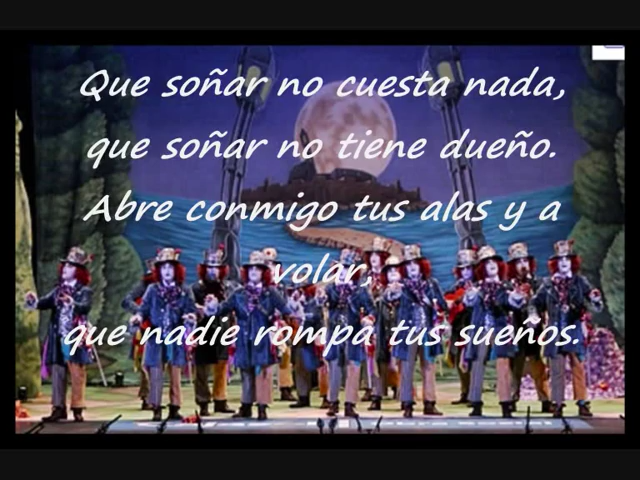 Que soñar no cuesta nada,
que soñar no tiene dueño.
Abre conmigo tus alas y a
volar,
que nadie rompa tus sueños.